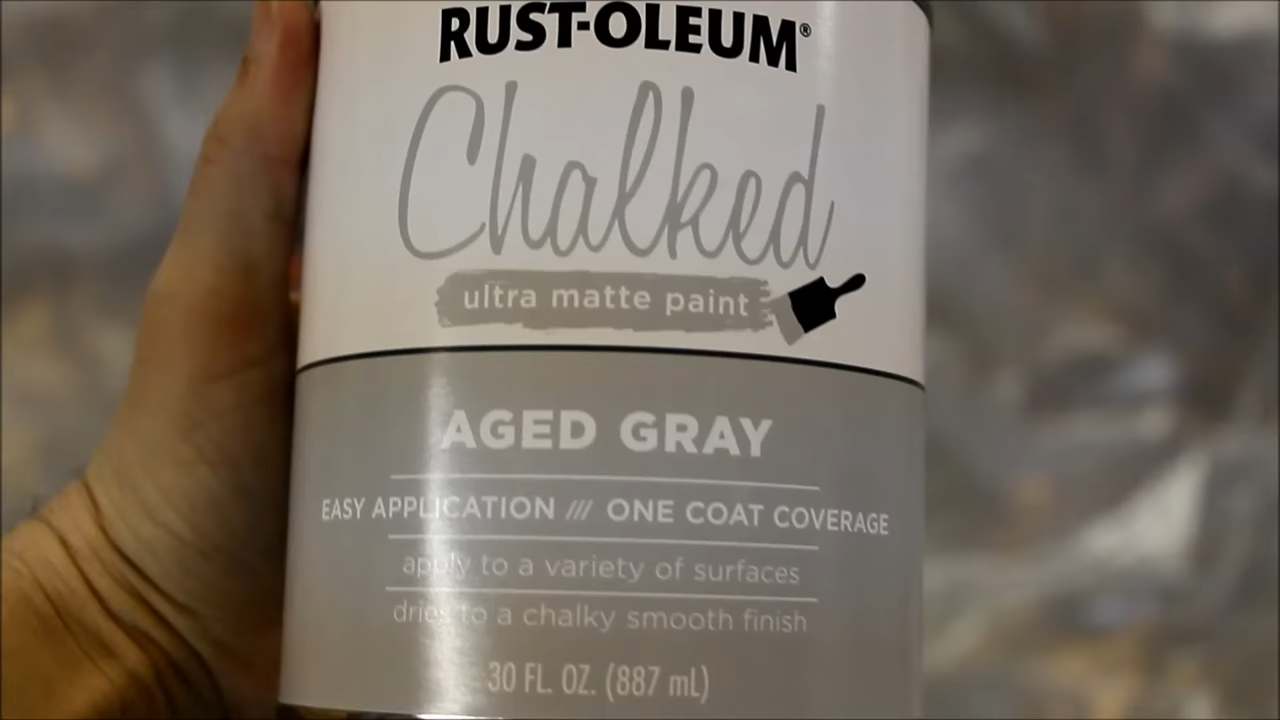 RUST-OLEUM®
Chalked
ultra matte paint
AGED GRAY
EASY APPLICATION /// ONE COAT COVERAGE
apply to a variety of surfaces
dries to a chalky smooth finish
30 FL. OZ. (887 mL)